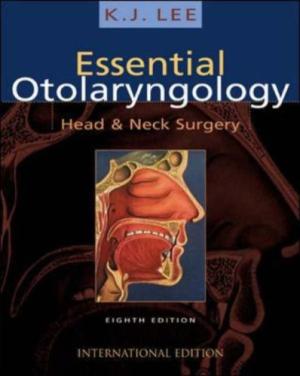 K.J. LEE
Essential
Otolaryngology
Head & Neck Surgery
EIGHTH EDITION
INTERNATIONAL EDITION